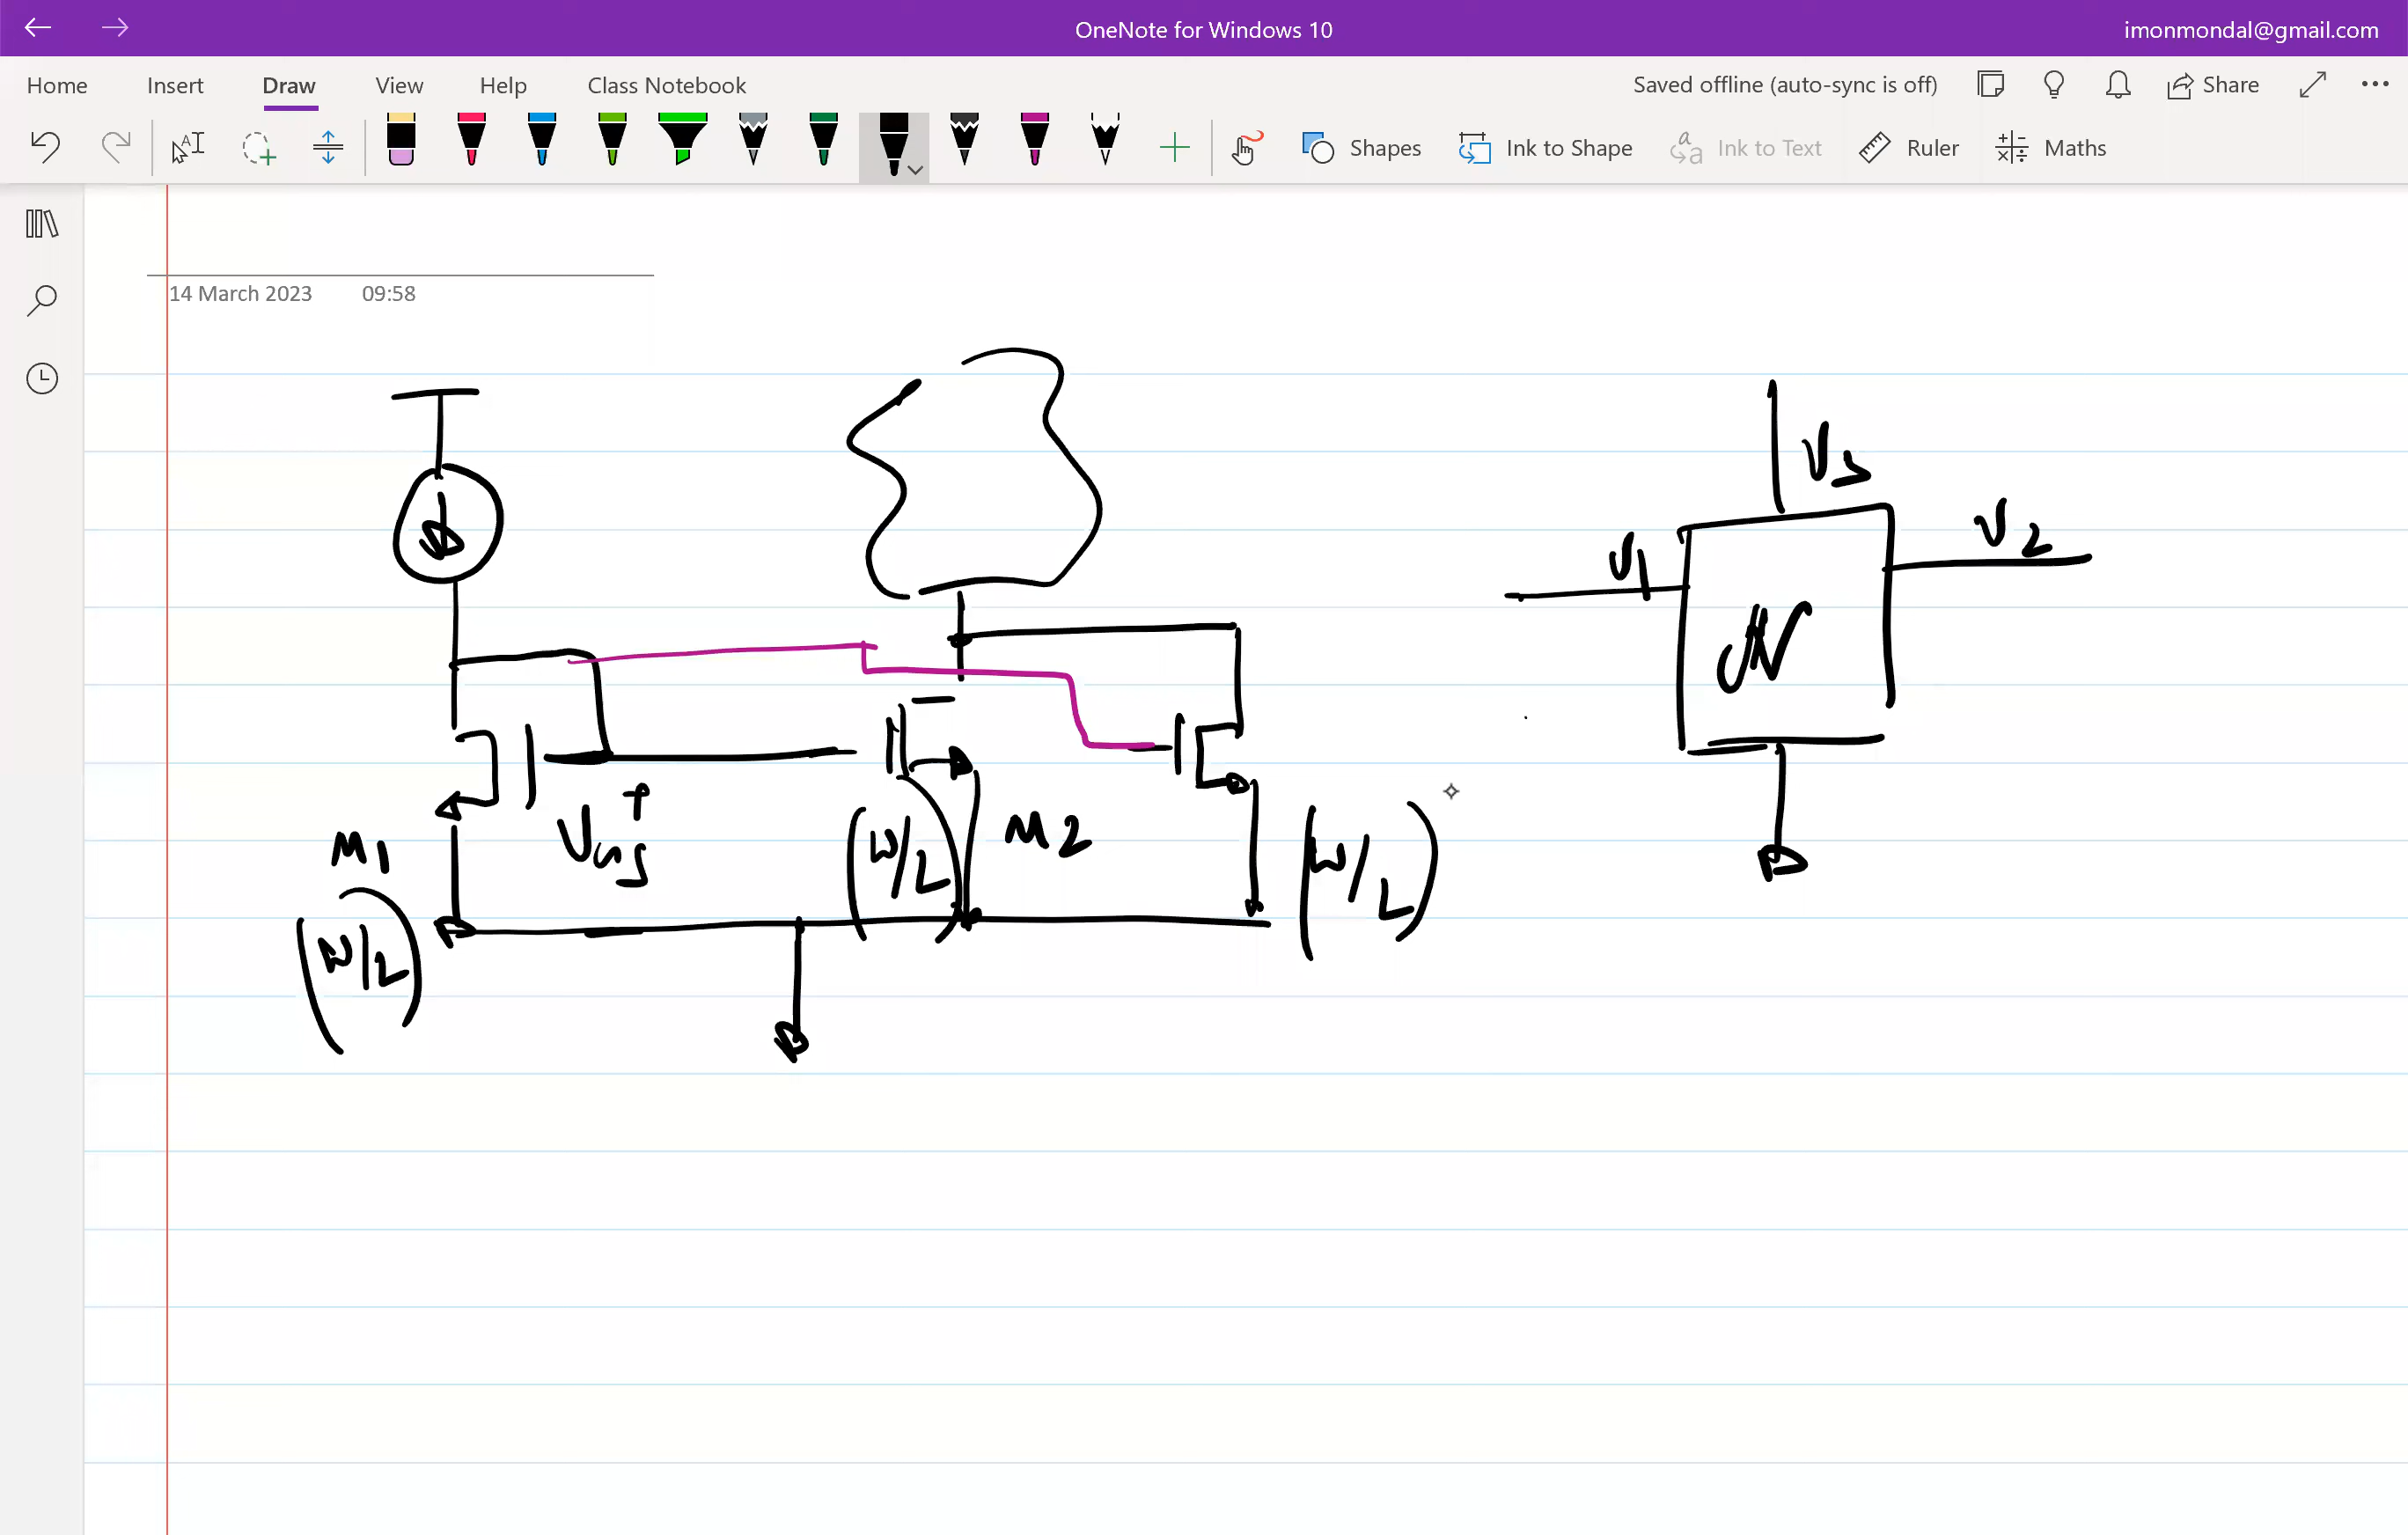 OneNote for Windows 10
imonmondal@gmail.com
Home Insert Draw View Help Class Notebook
Saved offline (auto-sync is off) Share
Shapes Ink to Shape Ink to Text Ruler Maths
14 March 2023 09:58
V3
V1
V2
N
M1
Vgs
(W/L)
M2
(W/L)
(W/L)